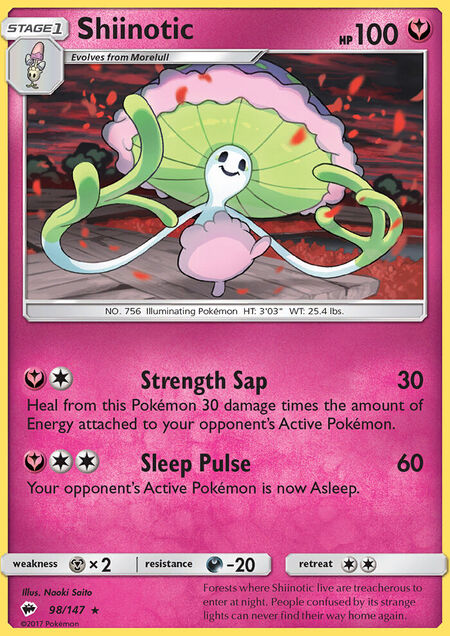 STAGE 1
Shiinotic
HP 100
Evolves from Morelull
NO. 756 Illuminating Pokémon HT: 3'03" WT: 25.4 lbs.
Strength Sap 30
Heal from this Pokémon 30 damage times the amount of
Energy attached to your opponent's Active Pokémon.
Sleep Pulse 60
Your opponent's Active Pokémon is now Asleep.
weakness ×2 resistance -20 retreat
Illus. Naoki Saito
98/147 ★
©2017 Pokémon
Forests where Shiinotic live are treacherous to
enter at night. People confused by its strange
lights can never find their way home again.